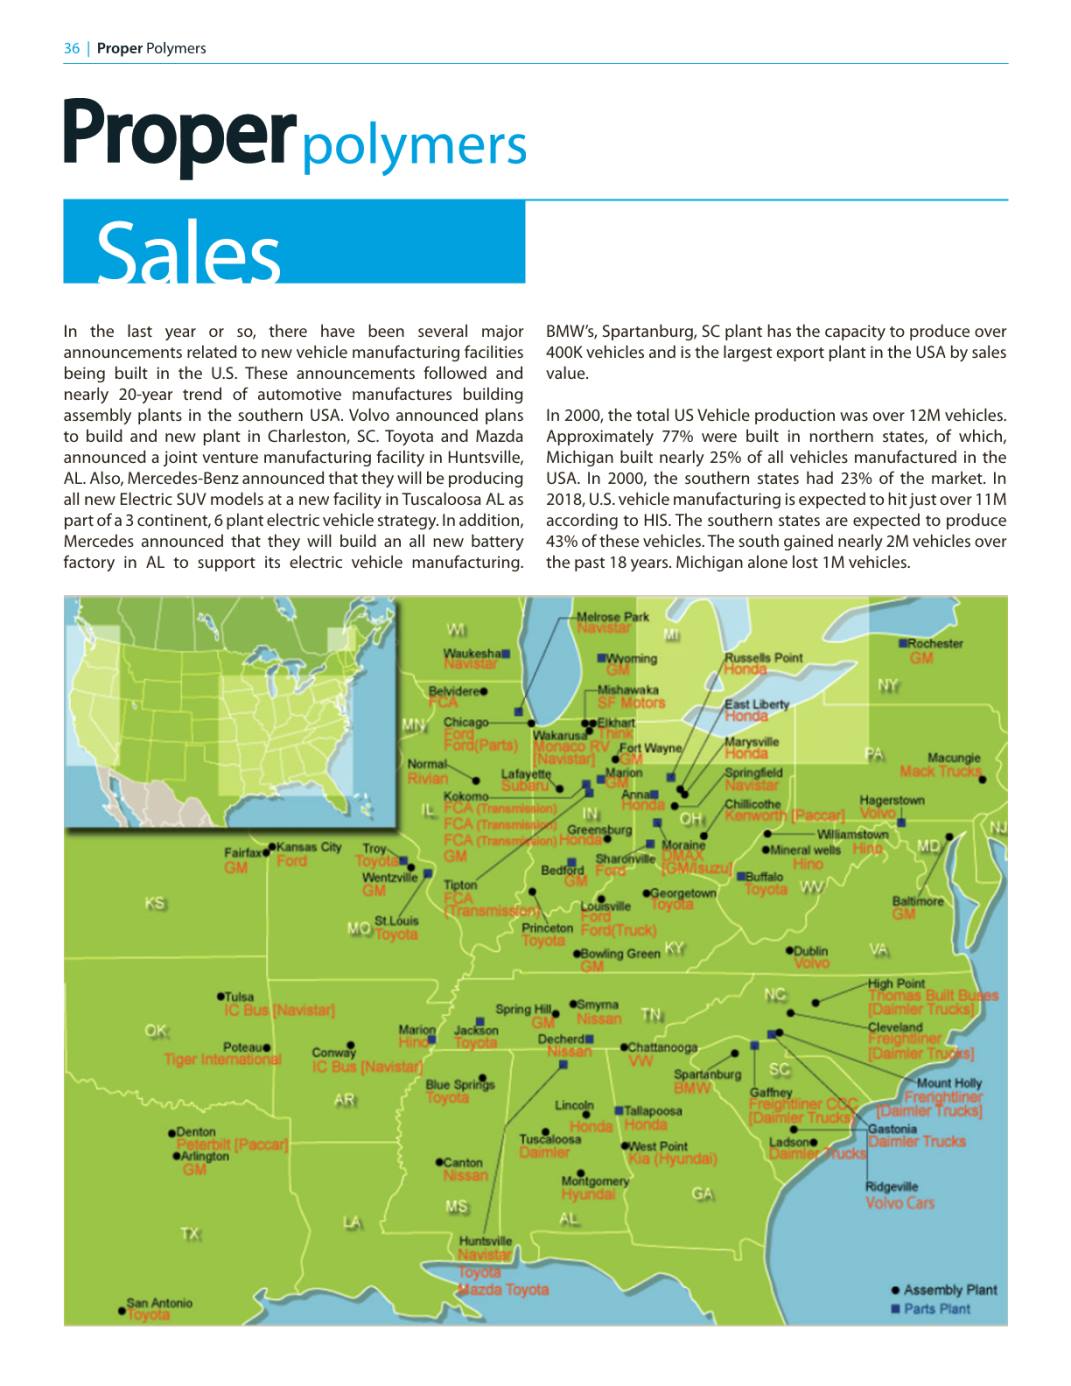 36 | Proper Polymers
Proper polymers
Sales
In the last year or so, there have been several major
announcements related to new vehicle manufacturing facilities
being built in the U.S. These announcements followed and
nearly 20-year trend of automotive manufactures building
assembly plants in the southern USA. Volvo announced plans
to build and new plant in Charleston, SC. Toyota and Mazda
announced a joint venture manufacturing facility in Huntsville,
AL. Also, Mercedes-Benz announced that they will be producing
all new Electric SUV models at a new facility in Tuscaloosa AL as
part of a 3 continent, 6 plant electric vehicle strategy. In addition,
Mercedes announced that they will build an all new battery
factory in AL to support its electric vehicle manufacturing.
BMW's, Spartanburg, SC plant has the capacity to produce over
400K vehicles and is the largest export plant in the USA by sales
value.
In 2000, the total US Vehicle production was over 12M vehicles.
Approximately 77% were built in northern states, of which,
Michigan built nearly 25% of all vehicles manufactured in the
USA. In 2000, the southern states had 23% of the market. In
2018, U.S. vehicle manufacturing is expected to hit just over 11M
according to HIS. The southern states are expected to produce
43% of these vehicles. The south gained nearly 2M vehicles over
the past 18 years. Michigan alone lost 1M vehicles.
WI
Melrose Park
Navistar
MI
Waukesha
Navistar
Wyoming
GM
Russells Point
Honda
Rochester
GM
NY
Belvidere
FCA
Mishawaka
SF Motors
East Liberty
Honda
MN
Chicago
Ford
Ford(Parts)
Elkhart
Think
Wakarusa
Monaco RV
[Navistar]
Fort Wayne
GM
Marysville
Honda
PA
Macungie
Mack Trucks
Normal
Rivian
Lafayette
Subaru
Marion
GM
Springfield
Navistar
IL
Kokomo
FCA (Transmission)
FCA (Transmission)
FCA (Transmission)
GM
IN
Anna
Honda
OH
Chillicothe
Kenworth [Paccar]
Hagerstown
Volvo
NJ
Greensburg
Honda
Williamstown
Hino
MD
Fairfax
GM
Kansas City
Ford
Troy
Toyota
Wentzville
GM
Bedford
GM
Sharonville
Ford
Moraine
DMAX
[GM/Isuzu]
Mineral wells
Hino
Buffalo
Toyota
WV
Tipton
FCA
(Transmission)
Louisville
Ford
Ford(Truck)
Georgetown
Toyota
Baltimore
GM
KS
MO
St.Louis
Toyota
Princeton
Toyota
Bowling Green
GM
KY
Dublin
Volvo
VA
Tulsa
IC Bus [Navistar]
OK
Spring Hill
GM
Smyrna
Nissan
TN
NC
High Point
Thomas Built Buses
[Daimler Trucks]
Cleveland
Freightliner
[Daimler Trucks]
Poteau
Tiger International
Conway
IC Bus [Navistar]
Marion
Hino
Jackson
Toyota
Decherd
Nissan
Chattanooga
VW
Spartanburg
BMW
SC
Mount Holly
Frerightliner
[Daimler Trucks]
AR
Blue Springs
Toyota
Gaffney
Freightliner CCC
[Daimler Trucks]
Lincoln
Honda
Tallapoosa
Honda
Gastonia
Daimler Trucks
Denton
Peterbilt [Paccar]
Arlington
GM
Tuscaloosa
Daimler
West Point
Kia (Hyundai)
Ladson
Daimler Trucks
Canton
Nissan
Montgomery
Hyundai
Ridgeville
Volvo Cars
TX
LA
MS
AL
GA
Huntsville
Navistar
Toyota
Mazda Toyota
San Antonio
Toyota
Assembly Plant
Parts Plant